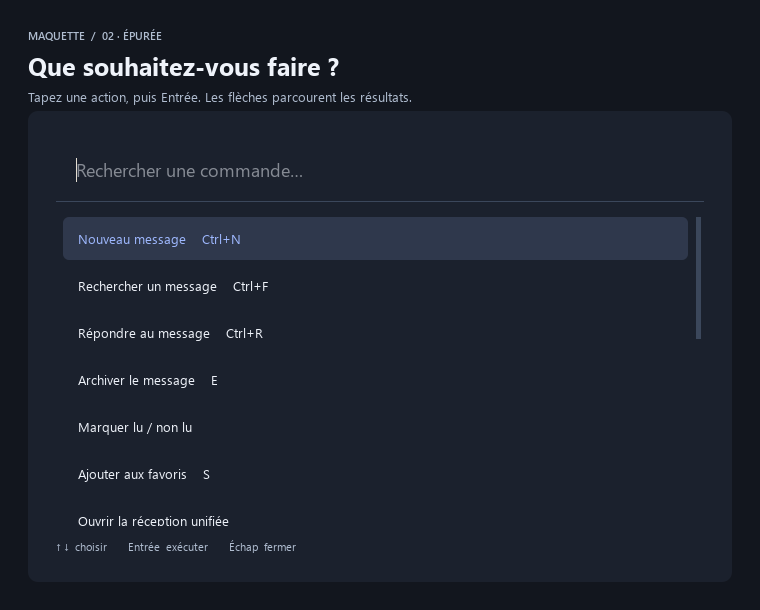 MAQUETTE / 02 · ÉPURÉE
Que souhaitez-vous faire ?
Tapez une action, puis Entrée. Les flèches parcourent les résultats.
Rechercher une commande...
Nouveau message Ctrl+N
Rechercher un message Ctrl+F
Répondre au message Ctrl+R
Archiver le message E
Marquer lu / non lu
Ajouter aux favoris S
Ouvrir la réception unifiée
↑ ↓ choisir Entrée exécuter Échap fermer